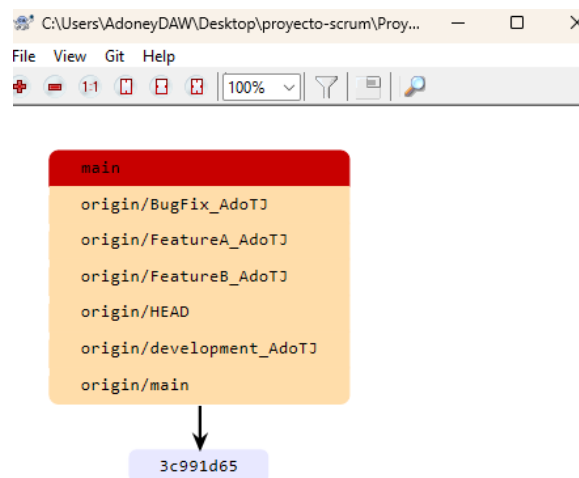 C:\Users\AdoneyDAW\Desktop\proyecto-scrum\Proy...
File View Git Help
1:1 100%
main
origin/BugFix_AdoTJ
origin/FeatureA_AdoTJ
origin/FeatureB_AdoTJ
origin/HEAD
origin/development_AdoTJ
origin/main
3c991d65